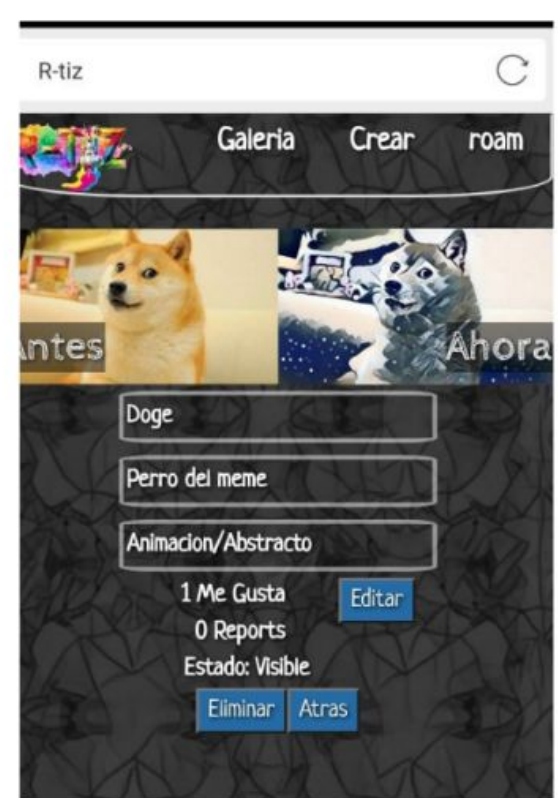 R-tiz
Galeria Crear roam
Antes Ahora
Doge
Perro del meme
Animacion/Abstracto
1 Me Gusta Editar
0 Reports
Estado: Visible
Eliminar Atras